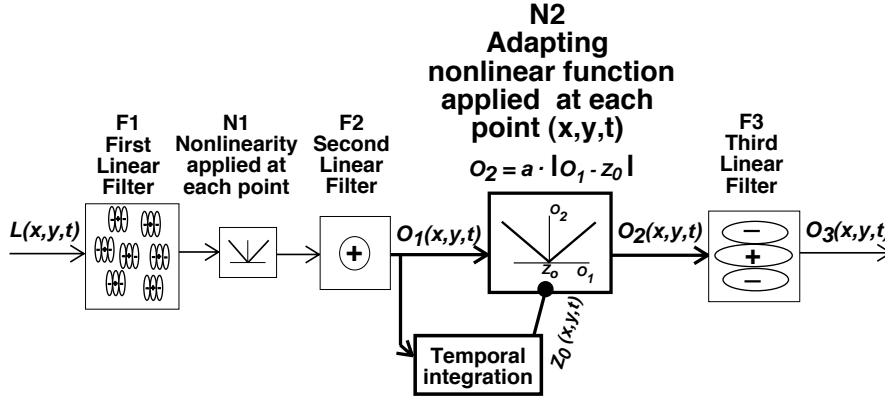 N2
Adapting
nonlinear function
applied at each
point (x,y,t)
F1
First
Linear
Filter
N1
Nonlinearity
applied at
each point
F2
Second
Linear
Filter
O₂ = a · |O₁ - z₀|
F3
Third
Linear
Filter
L(x,y,t)
+
O₁(x,y,t)
O₂
z₀
O₁
O₂(x,y,t)
−
+
−
O₃(x,y,t)
z₀(x,y,t)
Temporal
integration